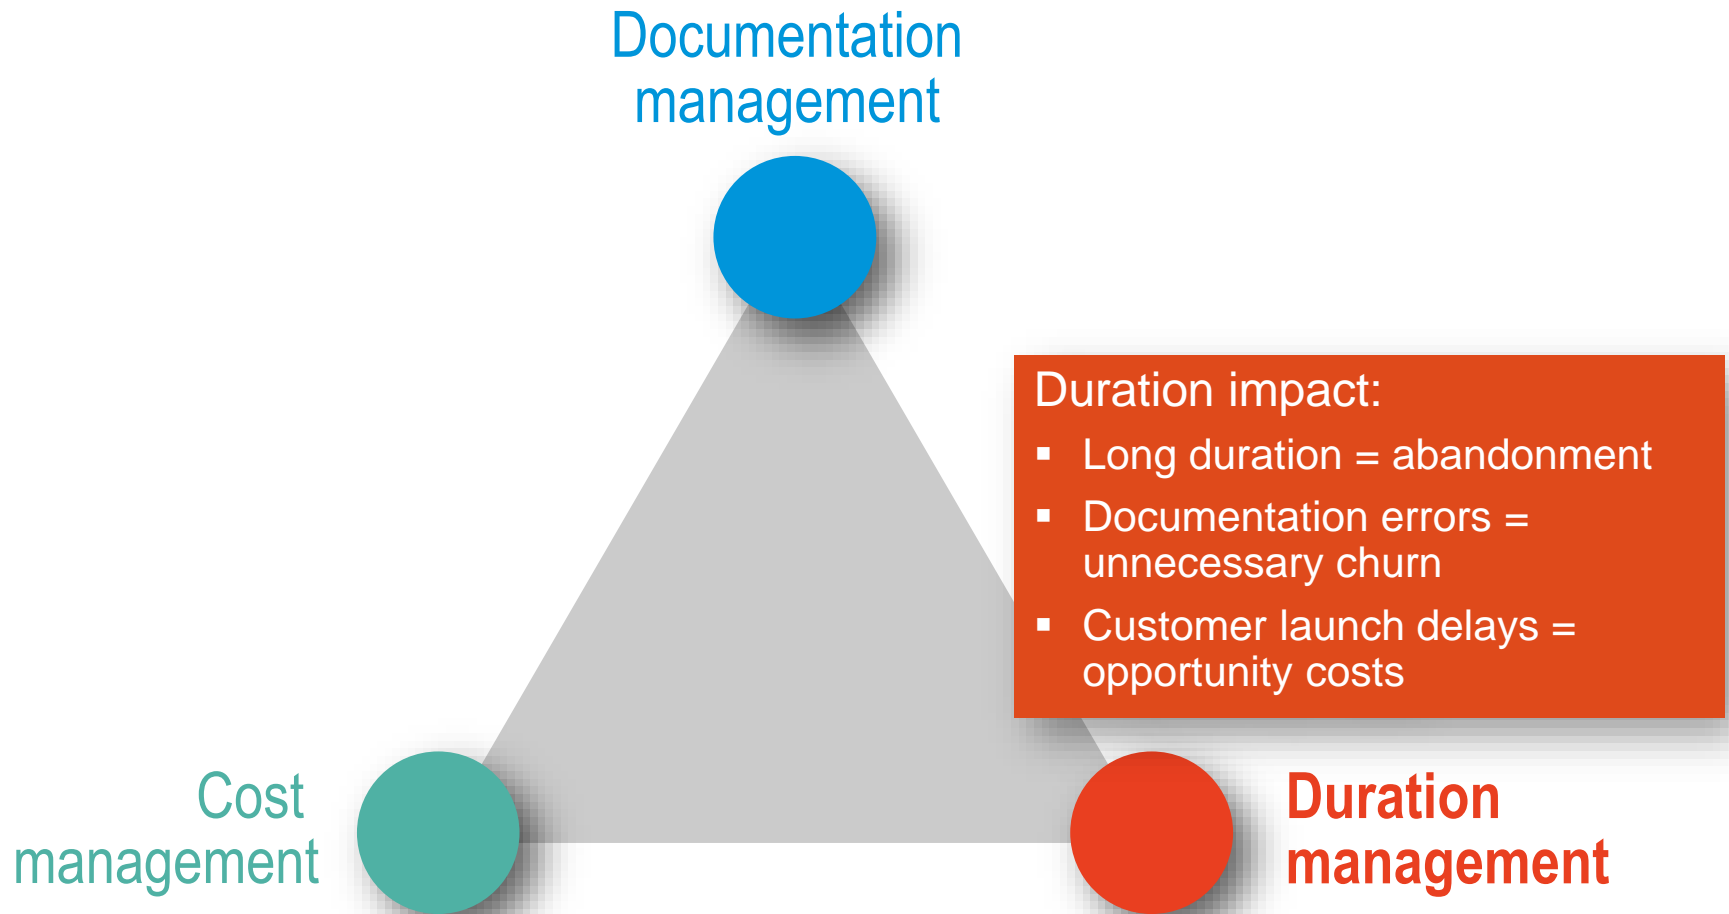 Documentation
management
Duration impact:
▪ Long duration = abandonment
▪ Documentation errors =
unnecessary churn
▪ Customer launch delays =
opportunity costs
Cost
management
Duration
management